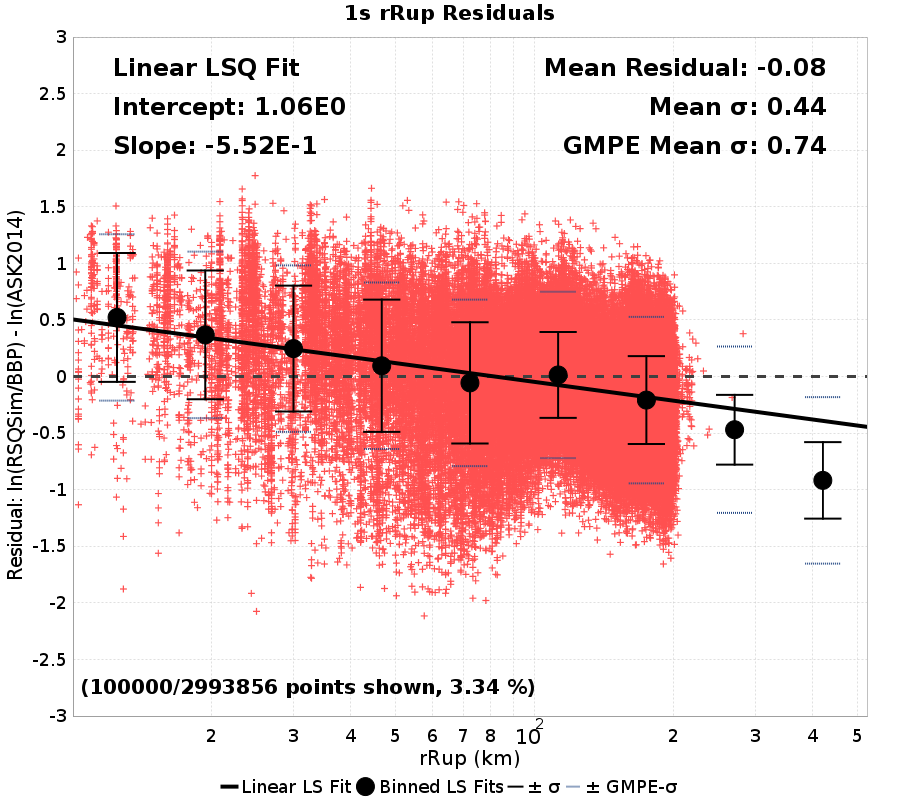 1s rRup Residuals
Linear LSQ Fit
Intercept: 1.06E0
Slope: -5.52E-1
Mean Residual: -0.08
Mean σ: 0.44
GMPE Mean σ: 0.74
3
2.5
2
1.5
1
0.5
0
-0.5
-1
-1.5
-2
-2.5
-3
Residual: ln(RSQSim/BBP) - ln(ASK2014)
(100000/2993856 points shown, 3.34 %)
2 3 4 5 6 7 8 10^2 2 3 4 5
rRup (km)
Linear LS Fit Binned LS Fits ± σ ± GMPE-σ